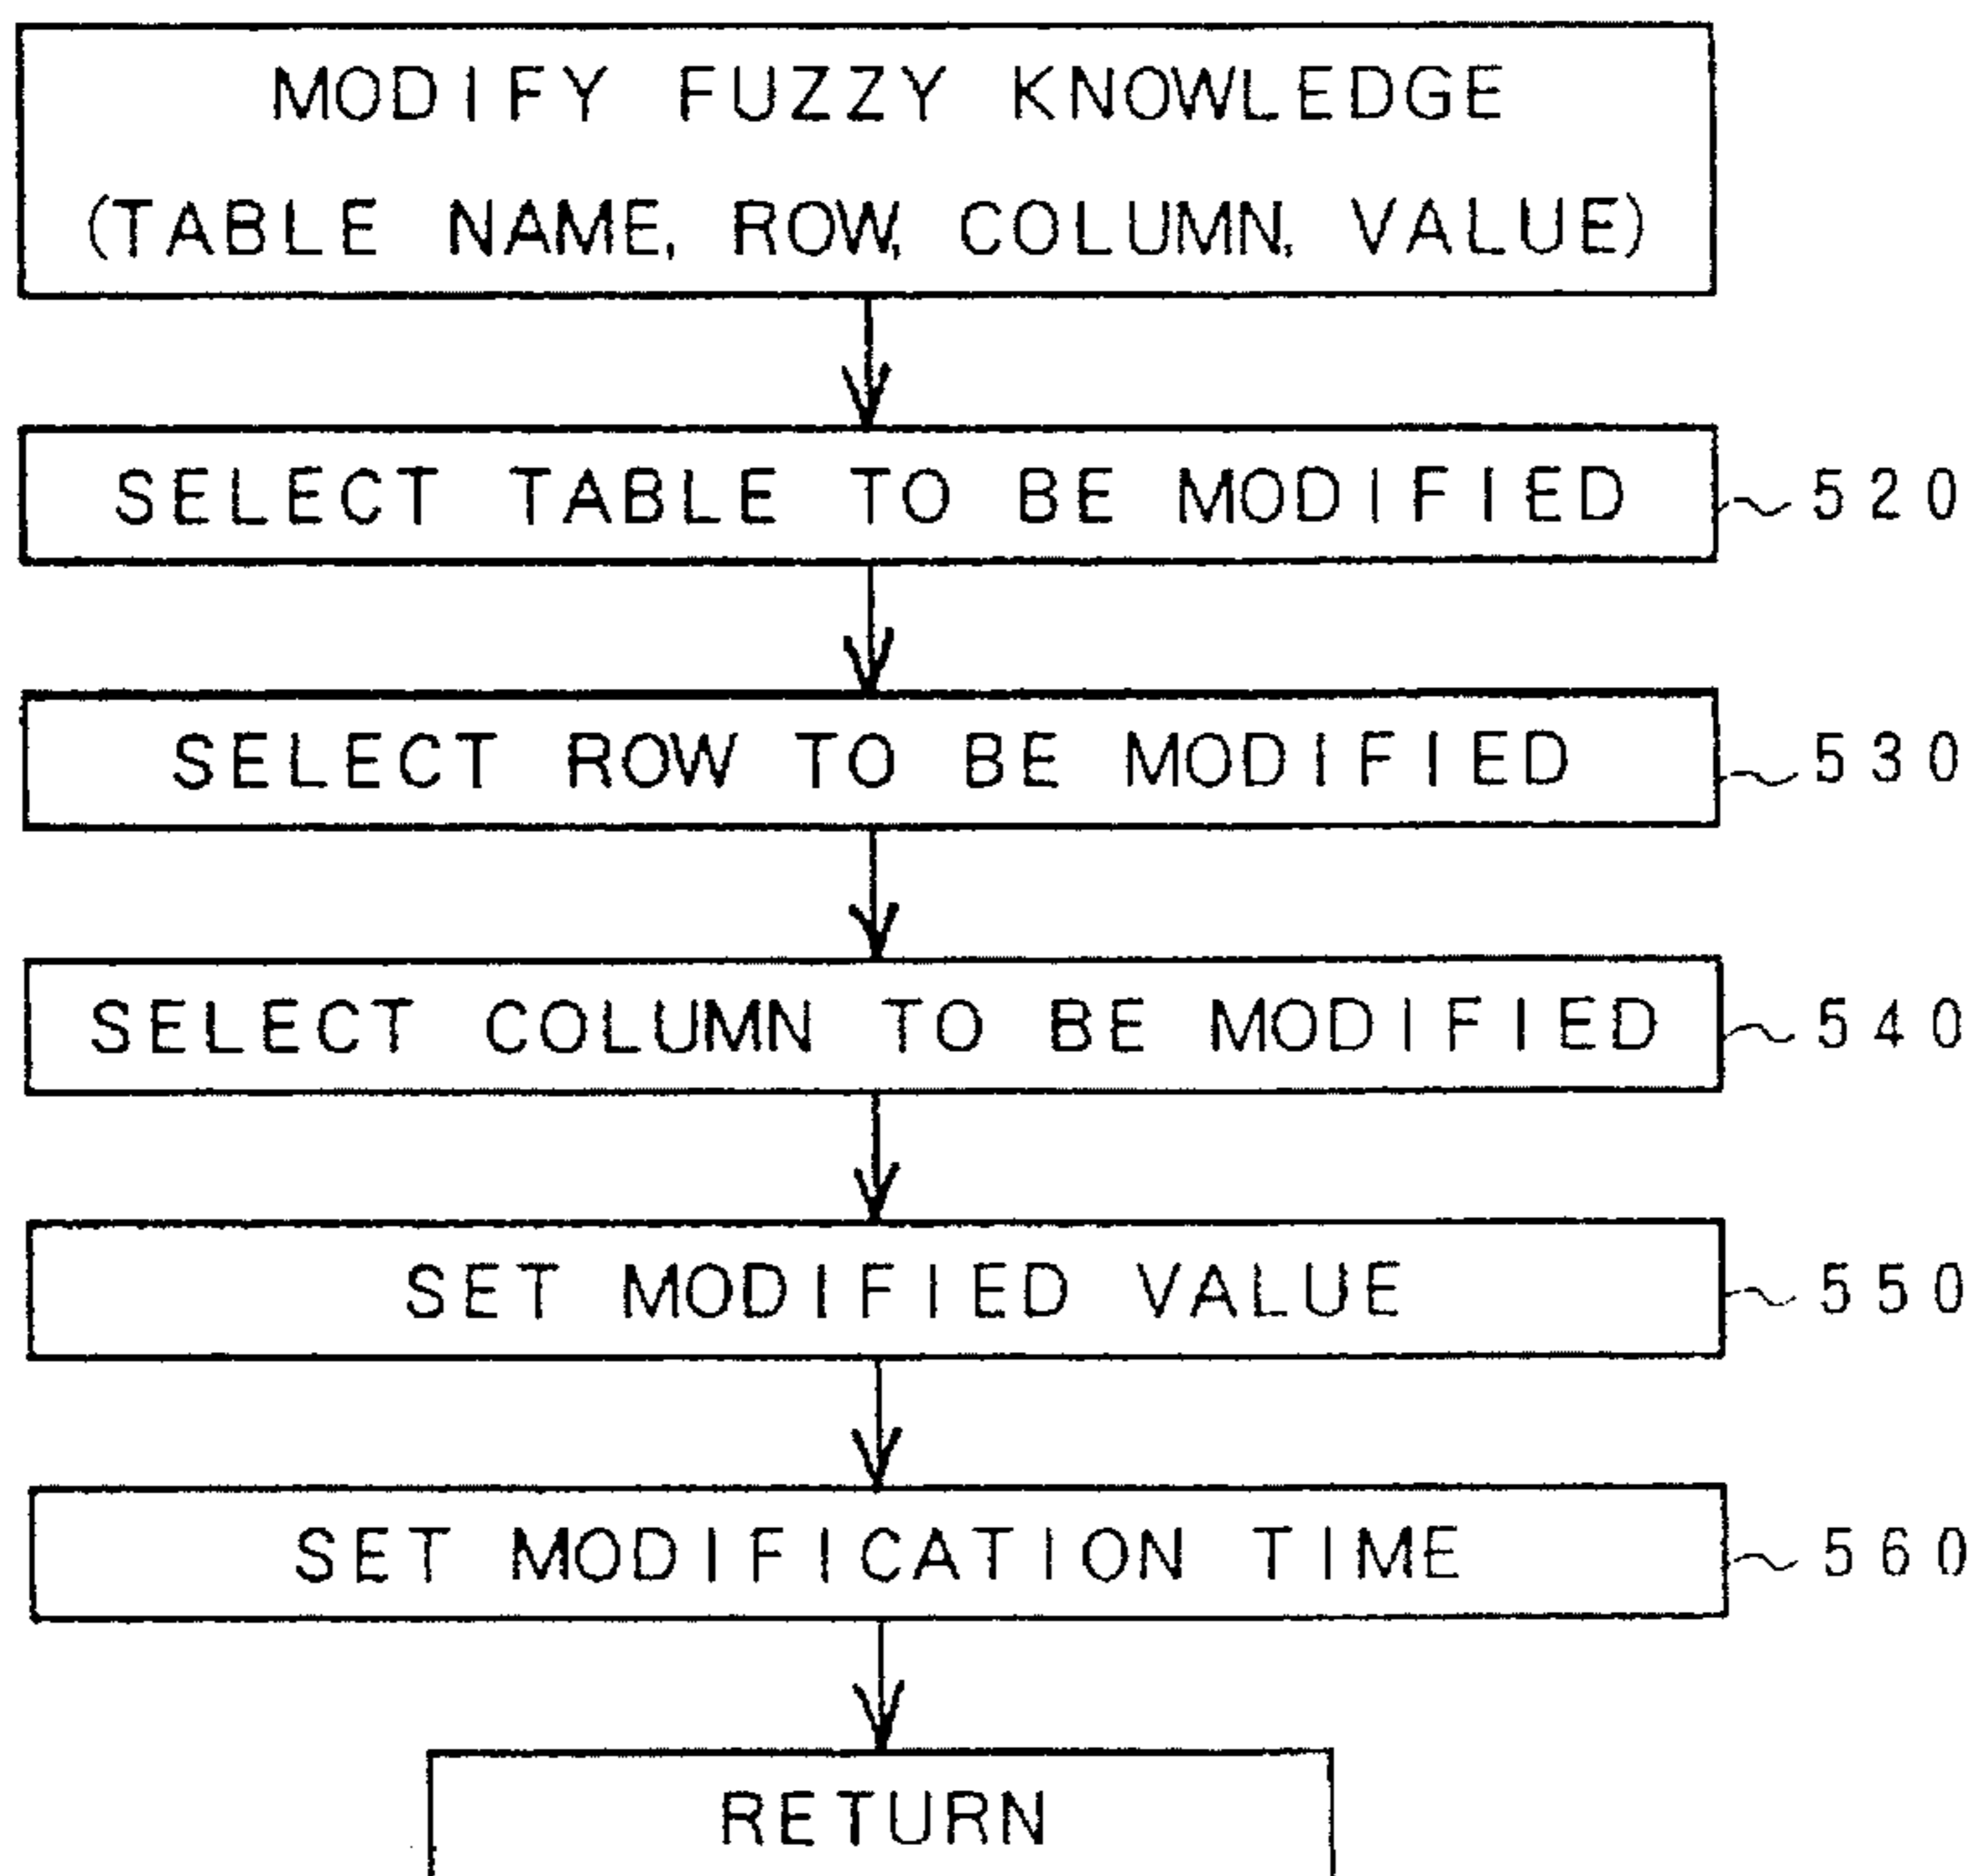 MODIFY FUZZY KNOWLEDGE
(TABLE NAME, ROW, COLUMN, VALUE)
SELECT TABLE TO BE MODIFIED 520
SELECT ROW TO BE MODIFIED 530
SELECT COLUMN TO BE MODIFIED 540
SET MODIFIED VALUE 550
SET MODIFICATION TIME 560
RETURN